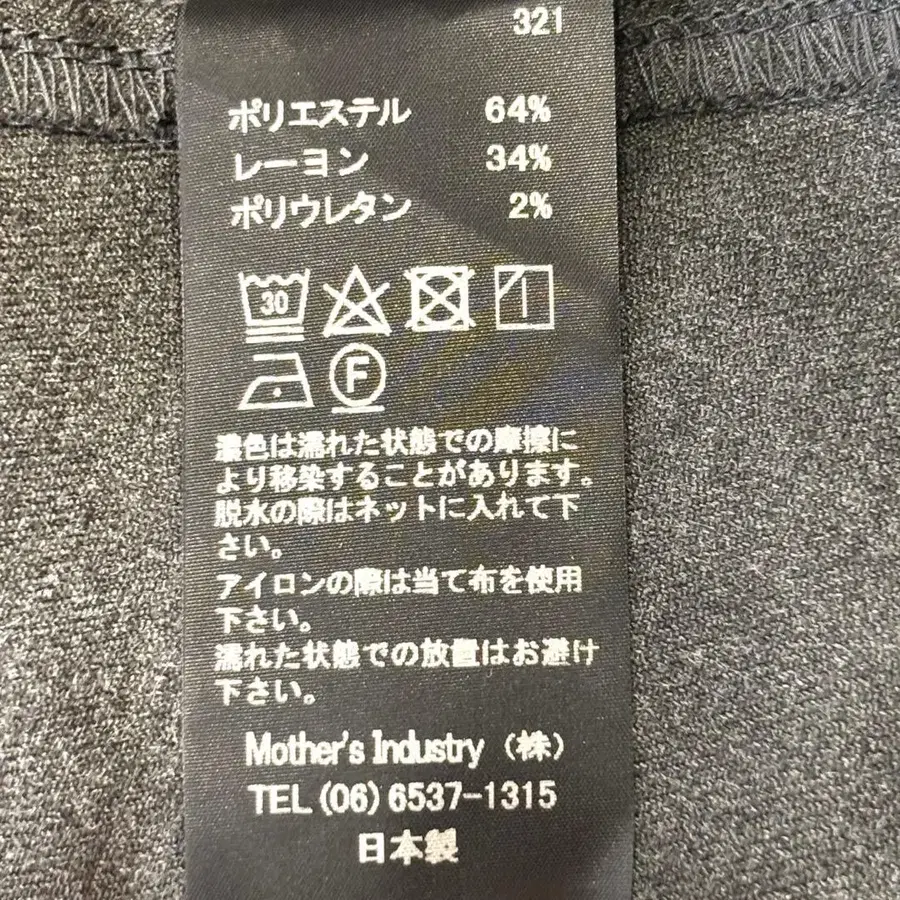 321
ポリエステル 64%
レーヨン 34%
ポリウレタン 2%
30
F
濃色は濡れた状態での摩擦に
より移染することがあります。
脱水の際はネットに入れて下
さい。
アイロンの際は当て布を使用
下さい。
濡れた状態での放置はお避け
下さい。
Mother's Industry（株）
TEL(06)6537-1315
日本製